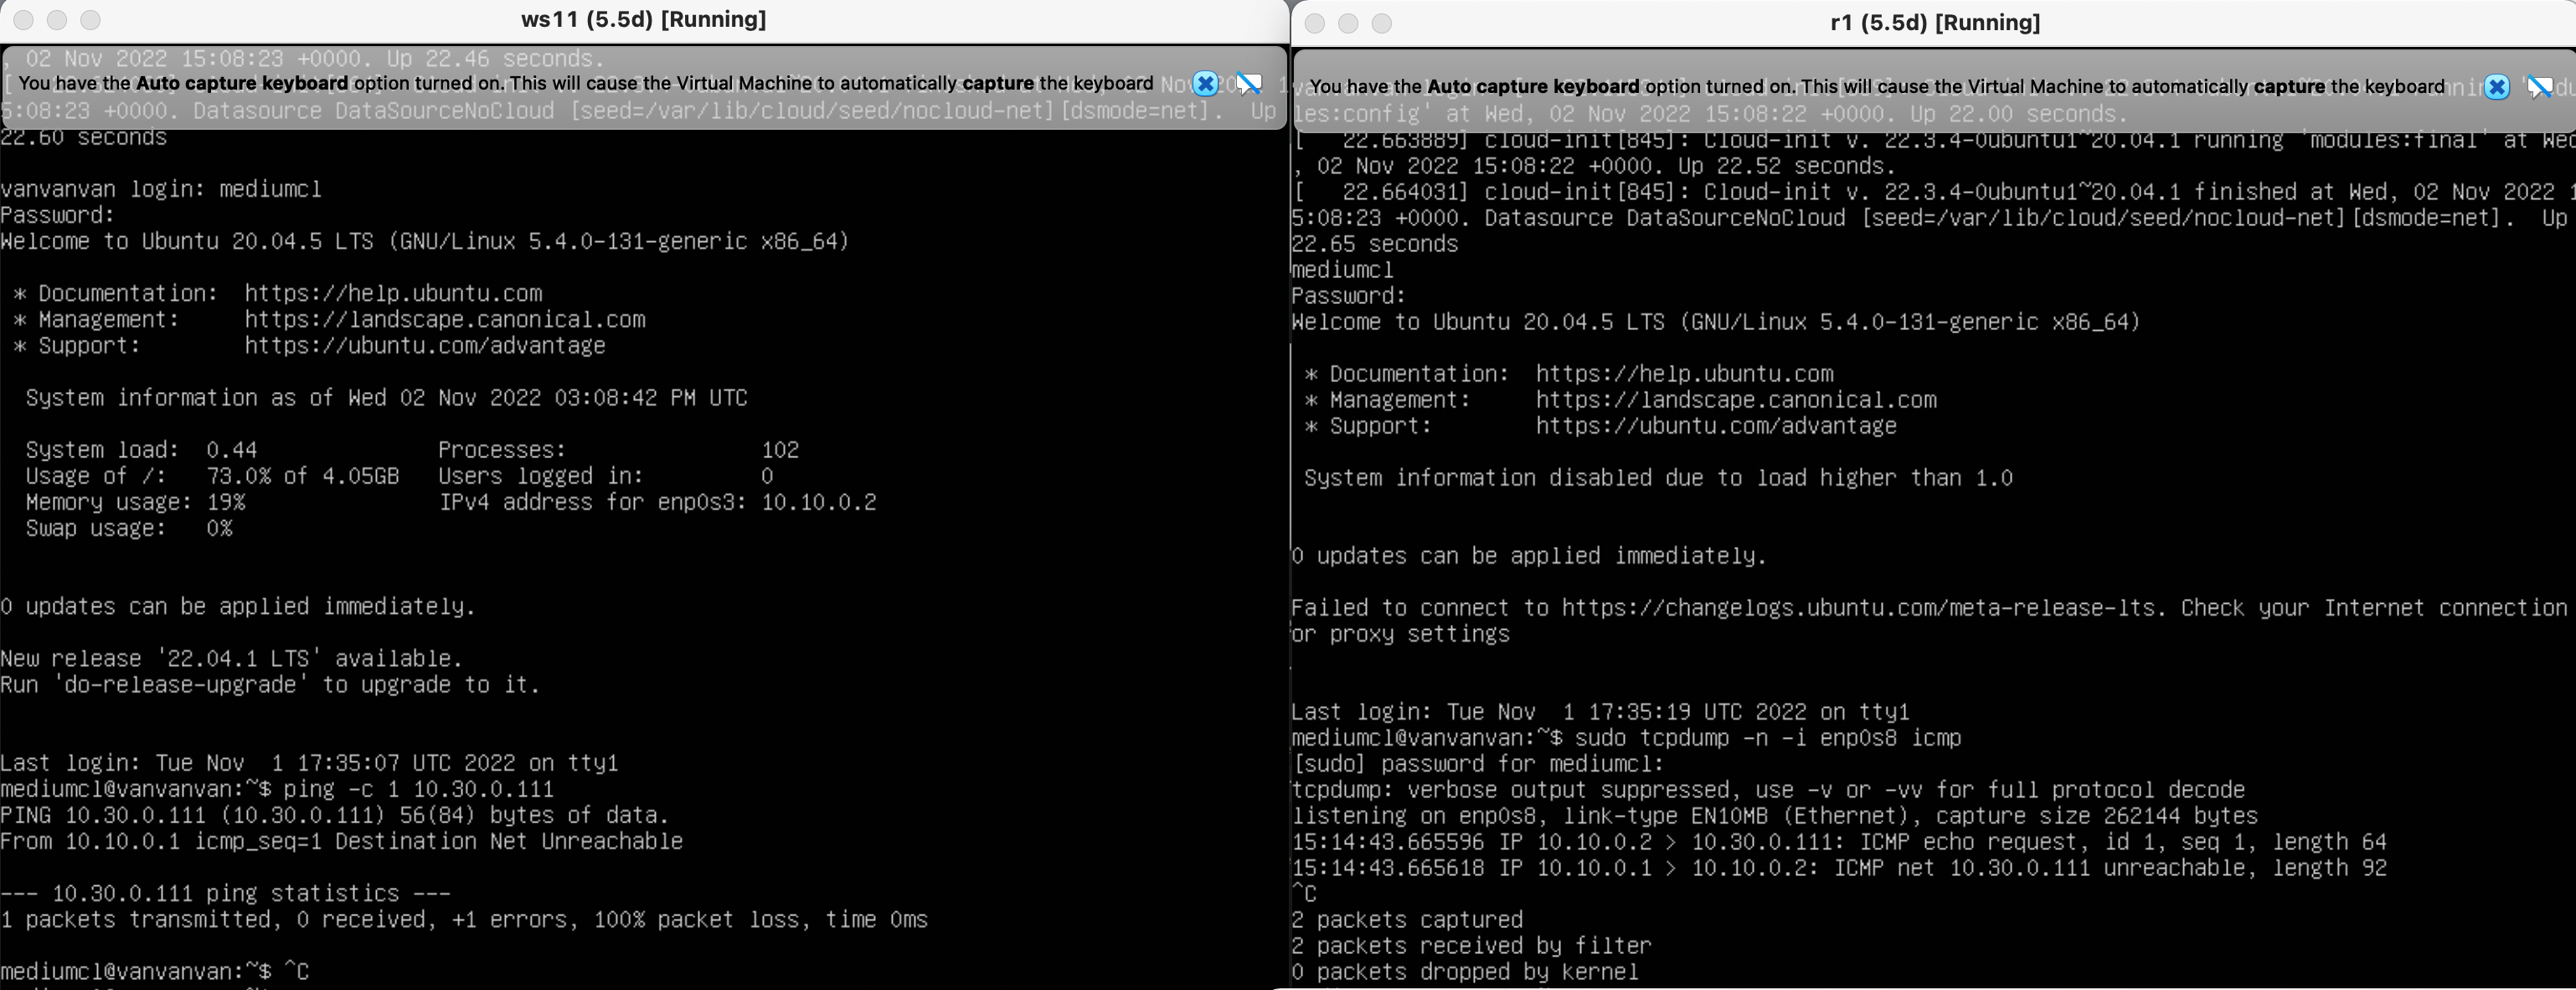 ws11 (5.5d) [Running]
, 02 Nov 2022 15:08:23 +0000. Up 22.46 seconds.
You have the Auto capture keyboard option turned on. This will cause the Virtual Machine to automatically capture the keyboard
5:08:23 +0000. Datasource DataSourceNoCloud [seed=/var/lib/cloud/seed/nocloud-net][dsmode=net].  Up
22.60 seconds
vanvanvan login: mediumcl
Password:
Welcome to Ubuntu 20.04.5 LTS (GNU/Linux 5.4.0-131-generic x86_64)
* Documentation:  https://help.ubuntu.com
* Management:     https://landscape.canonical.com
* Support:        https://ubuntu.com/advantage
System information as of Wed 02 Nov 2022 03:08:42 PM UTC
System load:  0.44              Processes:               102
Usage of /:   73.0% of 4.05GB   Users logged in:         0
Memory usage: 19%               IPv4 address for enp0s3: 10.10.0.2
Swap usage:   0%
0 updates can be applied immediately.
New release '22.04.1 LTS' available.
Run 'do-release-upgrade' to upgrade to it.
Last login: Tue Nov  1 17:35:07 UTC 2022 on tty1
mediumcl@vanvanvan:~$ ping -c 1 10.30.0.111
PING 10.30.0.111 (10.30.0.111) 56(84) bytes of data.
From 10.10.0.1 icmp_seq=1 Destination Net Unreachable
--- 10.30.0.111 ping statistics ---
1 packets transmitted, 0 received, +1 errors, 100% packet loss, time 0ms
mediumcl@vanvanvan:~$ ^C
r1 (5.5d) [Running]
You have the Auto capture keyboard option turned on. This will cause the Virtual Machine to automatically capture the keyboard
les:config' at Wed, 02 Nov 2022 15:08:22 +0000. Up 22.00 seconds.
[   22.663889] cloud-init[845]: Cloud-init v. 22.3.4-0ubuntu1~20.04.1 running 'modules:final' at Wed
, 02 Nov 2022 15:08:22 +0000. Up 22.52 seconds.
[   22.664031] cloud-init[845]: Cloud-init v. 22.3.4-0ubuntu1~20.04.1 finished at Wed, 02 Nov 2022 1
5:08:23 +0000. Datasource DataSourceNoCloud [seed=/var/lib/cloud/seed/nocloud-net][dsmode=net].  Up
22.65 seconds
mediumcl
Password:
Welcome to Ubuntu 20.04.5 LTS (GNU/Linux 5.4.0-131-generic x86_64)
* Documentation:  https://help.ubuntu.com
* Management:     https://landscape.canonical.com
* Support:        https://ubuntu.com/advantage
System information disabled due to load higher than 1.0
0 updates can be applied immediately.
Failed to connect to https://changelogs.ubuntu.com/meta-release-lts. Check your Internet connection
or proxy settings
Last login: Tue Nov  1 17:35:19 UTC 2022 on tty1
mediumcl@vanvanvan:~$ sudo tcpdump -n -i enp0s8 icmp
[sudo] password for mediumcl:
tcpdump: verbose output suppressed, use -v or -vv for full protocol decode
listening on enp0s8, link-type EN10MB (Ethernet), capture size 262144 bytes
15:14:43.665596 IP 10.10.0.2 > 10.30.0.111: ICMP echo request, id 1, seq 1, length 64
15:14:43.665618 IP 10.10.0.1 > 10.10.0.2: ICMP net 10.30.0.111 unreachable, length 92
^C
2 packets captured
2 packets received by filter
0 packets dropped by kernel